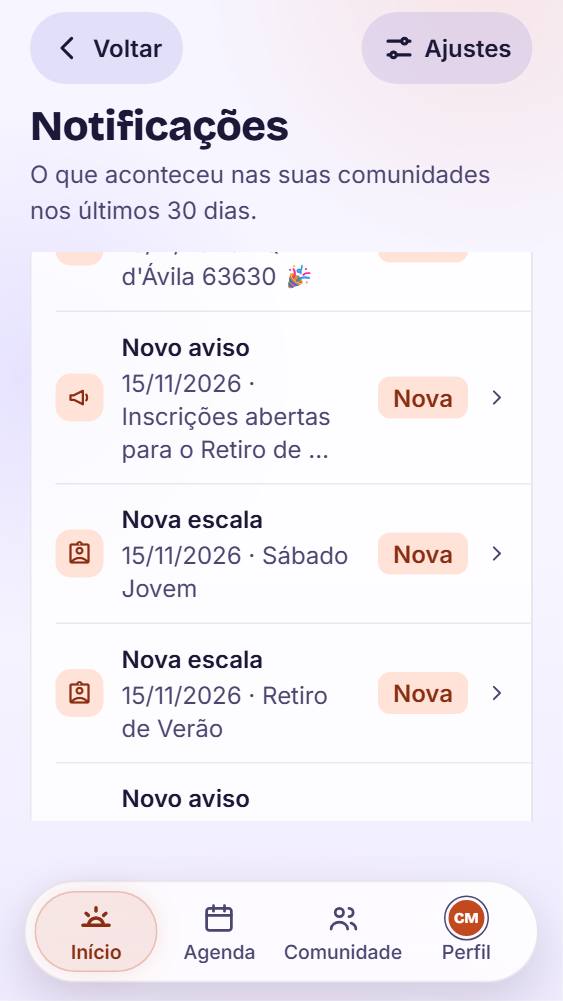 Voltar
Ajustes
Notificações
O que aconteceu nas suas comunidades
nos últimos 30 dias.
d'Ávila 63630 🎉
Novo aviso
15/11/2026 ·
Inscrições abertas
para o Retiro de ...
Nova
Nova escala
15/11/2026 · Sábado
Jovem
Nova
Nova escala
15/11/2026 · Retiro
de Verão
Nova
Novo aviso
Início
Agenda
Comunidade
CM
Perfil